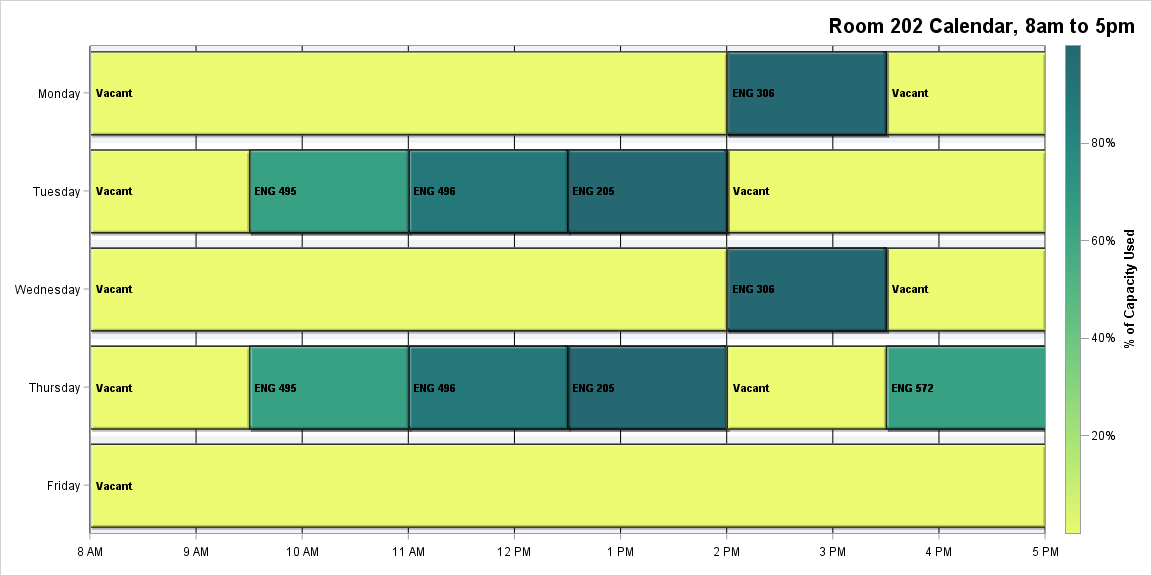 Room 202 Calendar, 8am to 5pm
Monday
Vacant
ENG 306
Vacant
Tuesday
Vacant
ENG 495
ENG 496
ENG 205
Vacant
Wednesday
Vacant
ENG 306
Vacant
Thursday
Vacant
ENG 495
ENG 496
ENG 205
Vacant
ENG 572
Friday
Vacant
8 AM
9 AM
10 AM
11 AM
12 PM
1 PM
2 PM
3 PM
4 PM
5 PM
80%
60%
40%
20%
% of Capacity Used